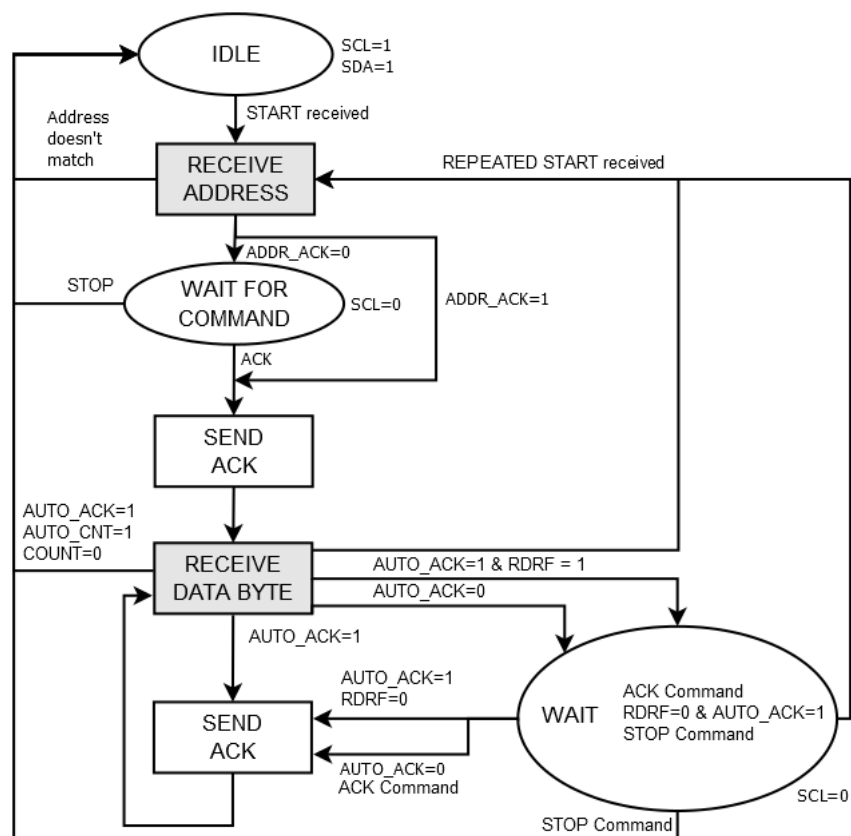 IDLE
SCL=1
SDA=1
START received
Address
doesn't
match
RECEIVE
ADDRESS
REPEATED START received
ADDR_ACK=0
STOP
WAIT FOR
COMMAND
SCL=0
ADDR_ACK=1
ACK
SEND
ACK
AUTO_ACK=1
AUTO_CNT=1
COUNT=0
RECEIVE
DATA BYTE
AUTO_ACK=1 & RDRF = 1
AUTO_ACK=0
AUTO_ACK=1
AUTO_ACK=1
RDRF=0
SEND
ACK
AUTO_ACK=0
ACK Command
WAIT
ACK Command
RDRF=0 & AUTO_ACK=1
STOP Command
SCL=0
STOP Command